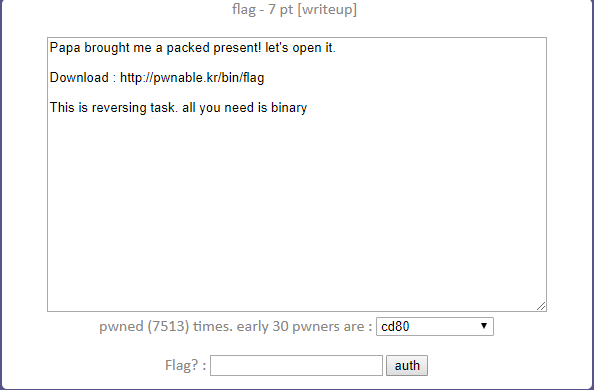 flag - 7 pt [writeup]
Papa brought me a packed present! let's open it.
Download : http://pwnable.kr/bin/flag
This is reversing task. all you need is binary
pwned (7513) times. early 30 pwners are : cd80
Flag? : auth